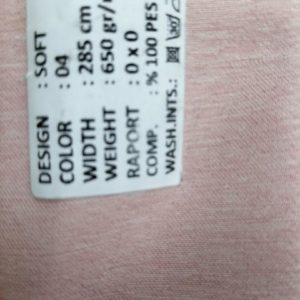 DESIGN : SOFT
COLOR : 04
WIDTH : 285 cm
WEIGHT : 650 gr/
RAPORT : 0 x 0
COMP. : % 100 PES
WASH.INTS.: